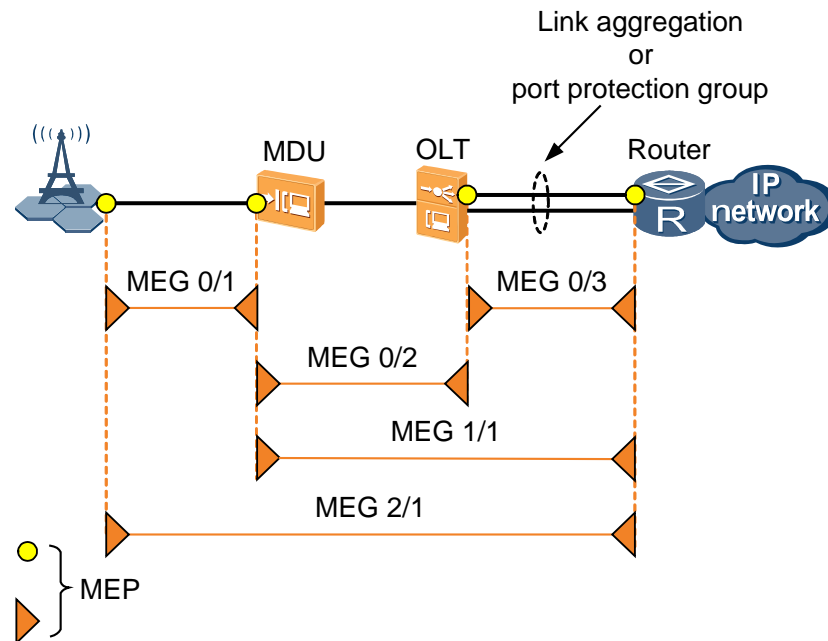 Link aggregation
or
port protection group
MDU
OLT
Router
IP
network
R
MEG 0/1
MEG 0/3
MEG 0/2
MEG 1/1
MEG 2/1
MEP